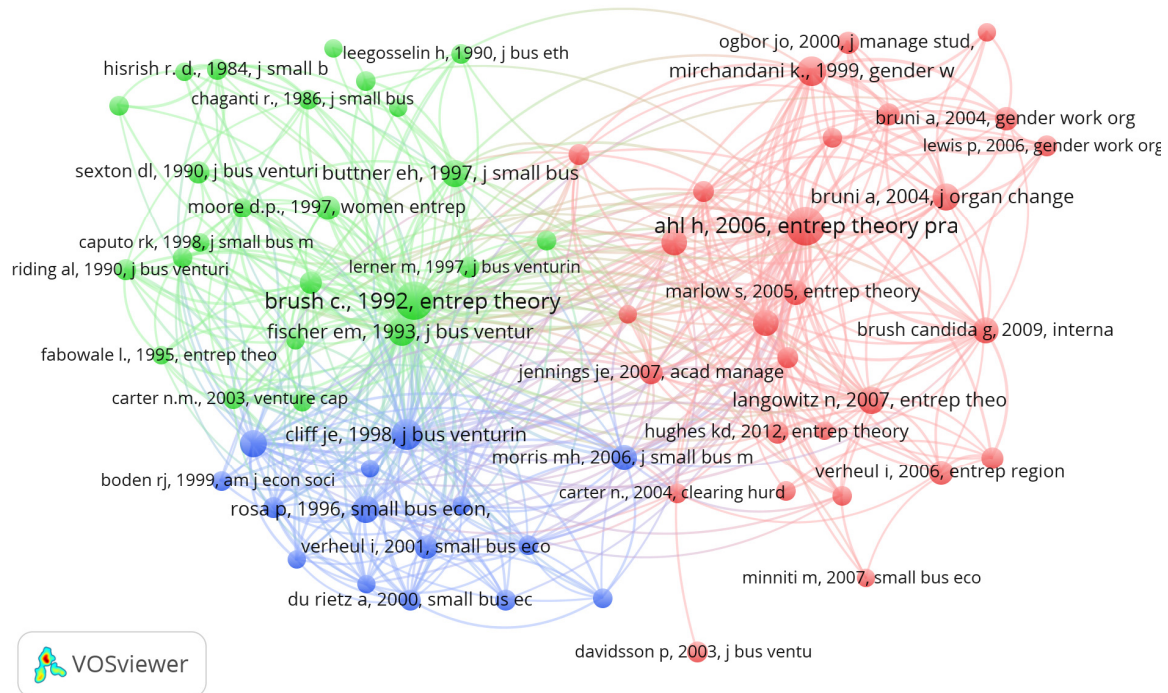 ogbor jo, 2000, j manage stud,
leegosselin h, 1990, j bus eth
hisrish r. d., 1984, j small b
mirchandani k., 1999, gender w
chaganti r., 1986, j small bus
bruni a, 2004, gender work org
lewis p, 2006, gender work org
sexton dl, 1990, j bus venturi
buttner eh, 1997, j small bus
bruni a, 2004, j organ change
moore d.p., 1997, women entrep
ahl h, 2006, entrep theory pra
caputo rk, 1998, j small bus m
riding al, 1990, j bus venturi
lerner m, 1997, j bus venturin
marlow s, 2005, entrep theory
brush c., 1992, entrep theory
fischer em, 1993, j bus ventur
brush candida g, 2009, interna
fabowale l., 1995, entrep theo
jennings je, 2007, acad manage
carter n.m., 2003, venture cap
langowitz n, 2007, entrep theo
cliff je, 1998, j bus venturin
hughes kd, 2012, entrep theory
morris mh, 2006, j small bus m
verheul i, 2006, entrep region
boden rj, 1999, am j econ soci
carter n., 2004, clearing hurd
rosa p, 1996, small bus econ,
verheul i, 2001, small bus eco
minniti m, 2007, small bus eco
du rietz a, 2000, small bus ec
davidsson p, 2003, j bus ventu
VOSviewer